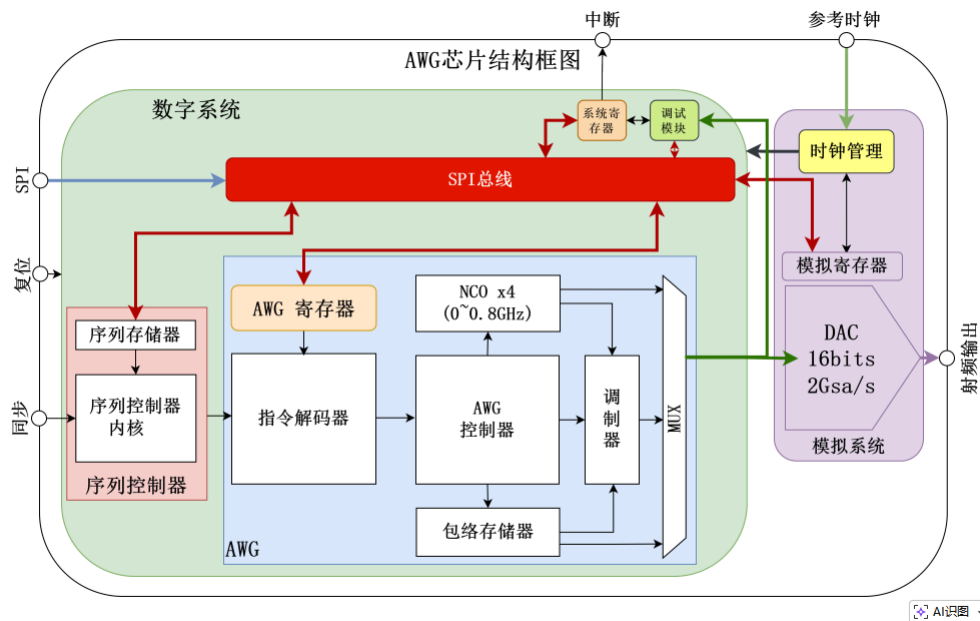 中断
参考时钟
AWG芯片结构框图
数字系统
系统寄
存器
调试
模块
时钟管理
SPI
SPI总线
复位
模拟寄存器
AWG 寄存器
NCO x4
(0~0.8GHz)
序列存储器
DAC
16bits
2Gsa/s
射频输出
序列控制器
内核
指令解码器
AWG
控制器
调
制
器
MUX
同步
模拟系统
序列控制器
包络存储器
AWG
AI识图